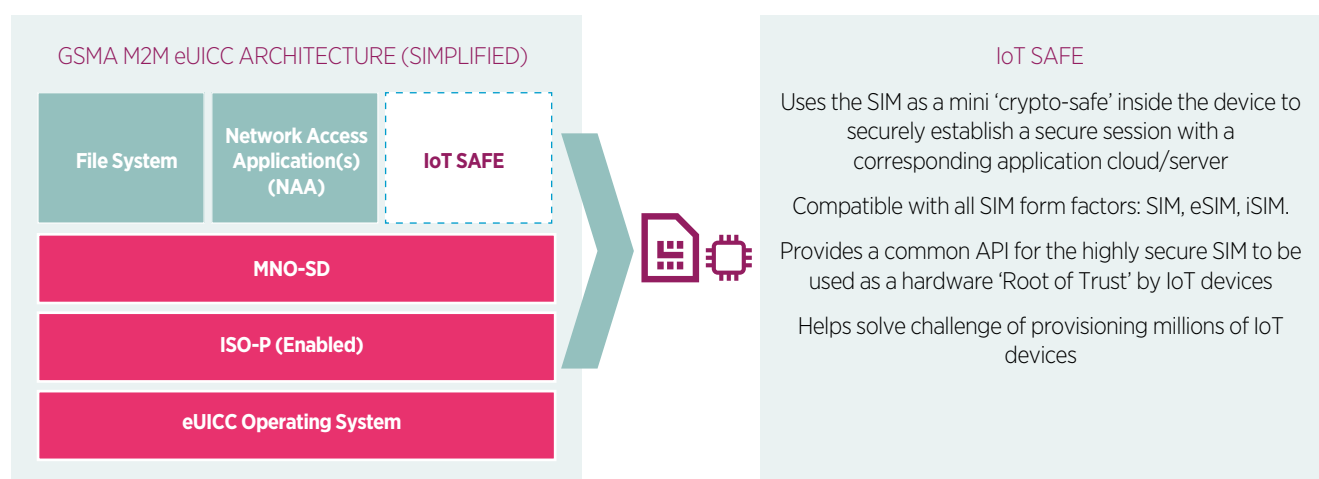 GSMA M2M eUICC ARCHITECTURE (SIMPLIFIED)
File System
Network Access
Application(s)
(NAA)
IoT SAFE
MNO-SD
ISO-P (Enabled)
eUICC Operating System
IoT SAFE
Uses the SIM as a mini ‘crypto-safe’ inside the device to
securely establish a secure session with a
corresponding application cloud/server
Compatible with all SIM form factors: SIM, eSIM, iSIM.
Provides a common API for the highly secure SIM to be
used as a hardware ‘Root of Trust’ by IoT devices
Helps solve challenge of provisioning millions of IoT
devices